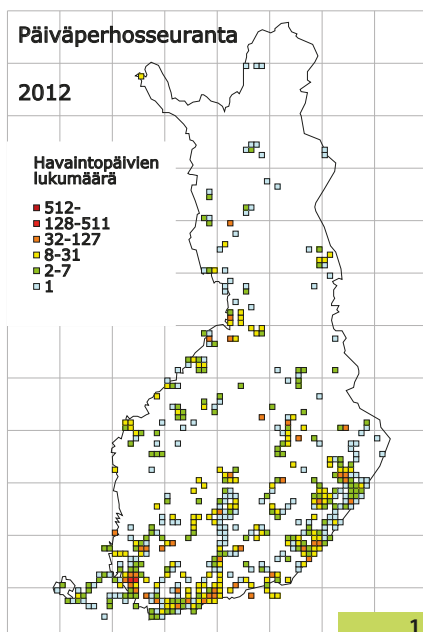 Päiväperhosseuranta
2012
Havaintopäivien
lukumäärä
512-
128-511
32-127
8-31
2-7
1
1